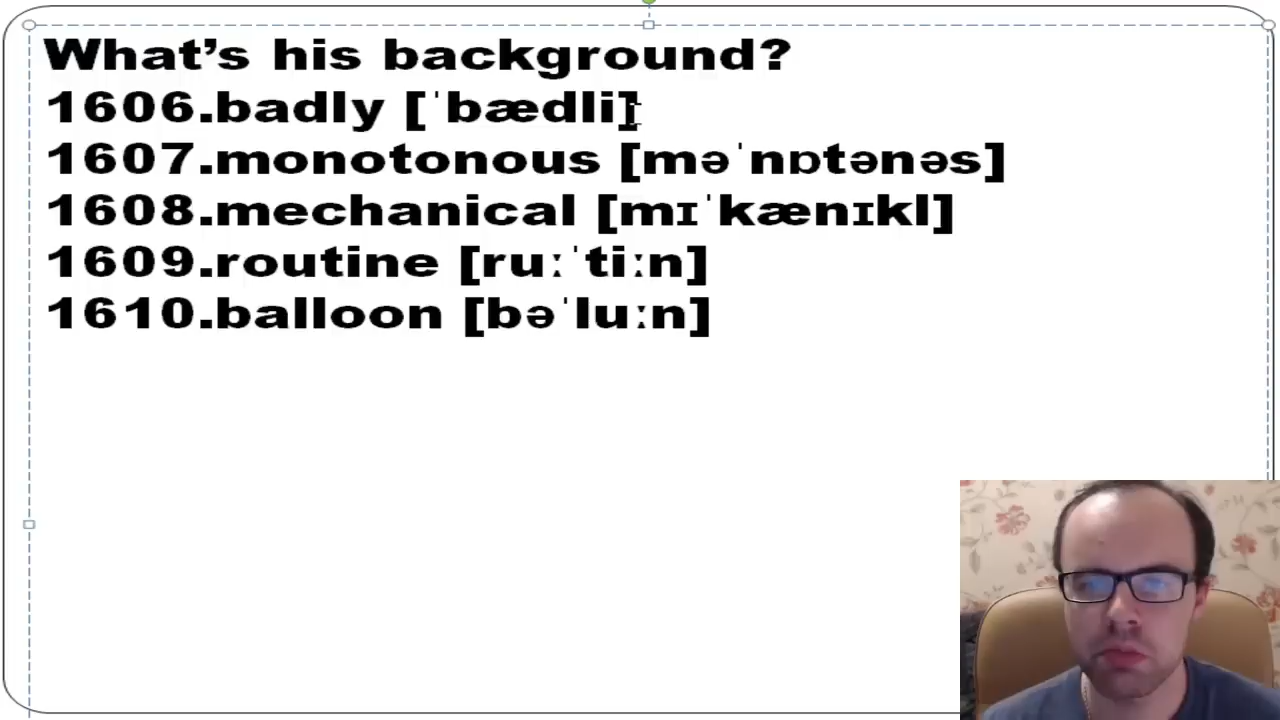 What’s his background?
1606.badly [ˈbædli]
1607.monotonous [məˈnɒtənəs]
1608.mechanical [mɪˈkænɪkl]
1609.routine [ruːˈtiːn]
1610.balloon [bəˈluːn]